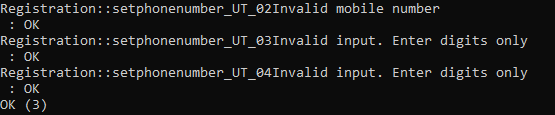 Registration::setphonenumber_UT_02Invalid mobile number
 : OK
Registration::setphonenumber_UT_03Invalid input. Enter digits only
 : OK
Registration::setphonenumber_UT_04Invalid input. Enter digits only
 : OK
OK (3)